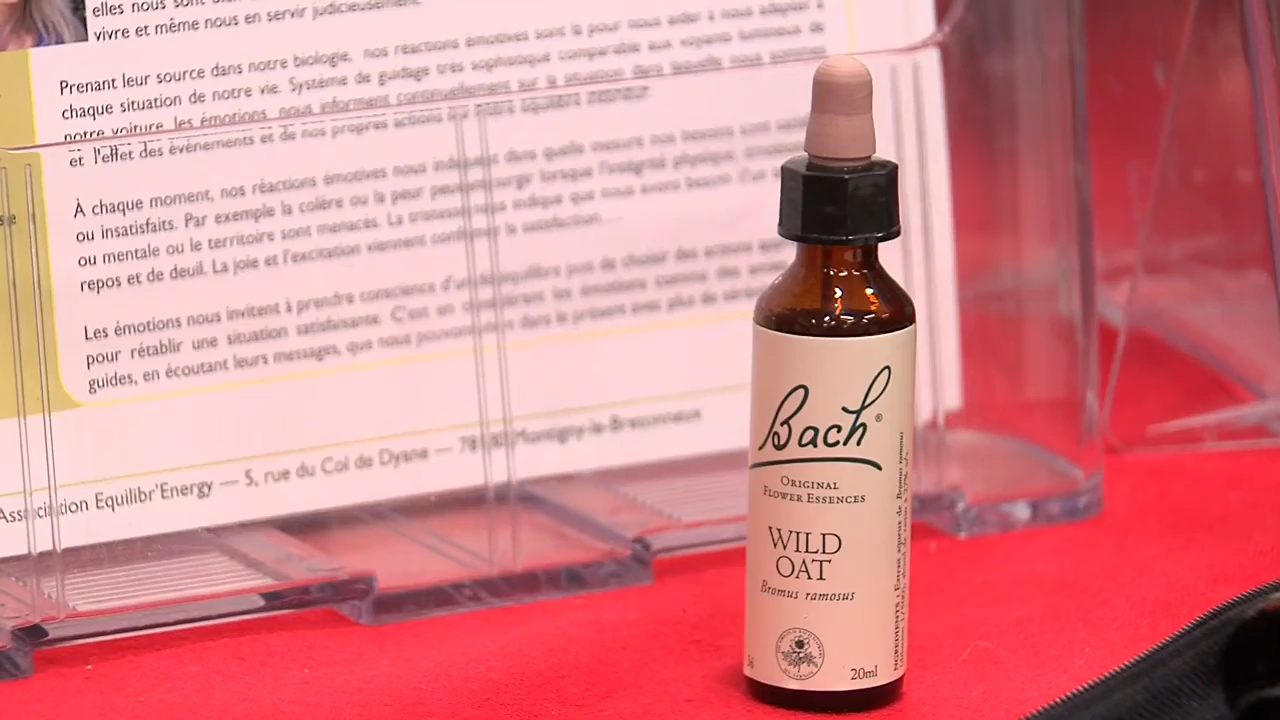 elles nous sont
vivre et même nous en servir judicieusement.
Prenant leur source dans notre biologie, nos réactions émotives sont là pour nous aider à nous adapter à
chaque situation de notre vie. Système de guidage très sophistiqué comparable aux voyants lumineux de
notre voiture, les émotions, nous informent continuellement sur la situation dans laquelle nous sommes
et l'effet des évènements et de nos propres actions sur notre équilibre intérieur.
À chaque moment, nos réactions émotives nous indiquent dans quelle mesure nos besoins sont
ou insatisfaits. Par exemple la colère ou la peur peuvent surgir lorsque l'intégrité physique,
ou mentale ou le territoire sont menacés. La tristesse nous indique que nous avons besoin d'un
repos et de deuil. La joie et l'excitation viennent confirmer la satisfaction...
Les émotions nous invitent à prendre conscience d'un déséquilibre puis de choisir des actions
pour rétablir une situation satisfaisante. C'est en considérant les émotions comme des
guides, en écoutant leurs messages, que nous pouvons vivre dans le présent avec plus de
Association Equilibr'Energy — 5, rue du Col de Dyane — 78180 Montigny-le-Bretonneux
Bach®
ORIGINAL
FLOWER ESSENCES
WILD
OAT
Bromus ramosus
20ml
INGREDIENTS : Extrait aqueux de Bromus ramosus